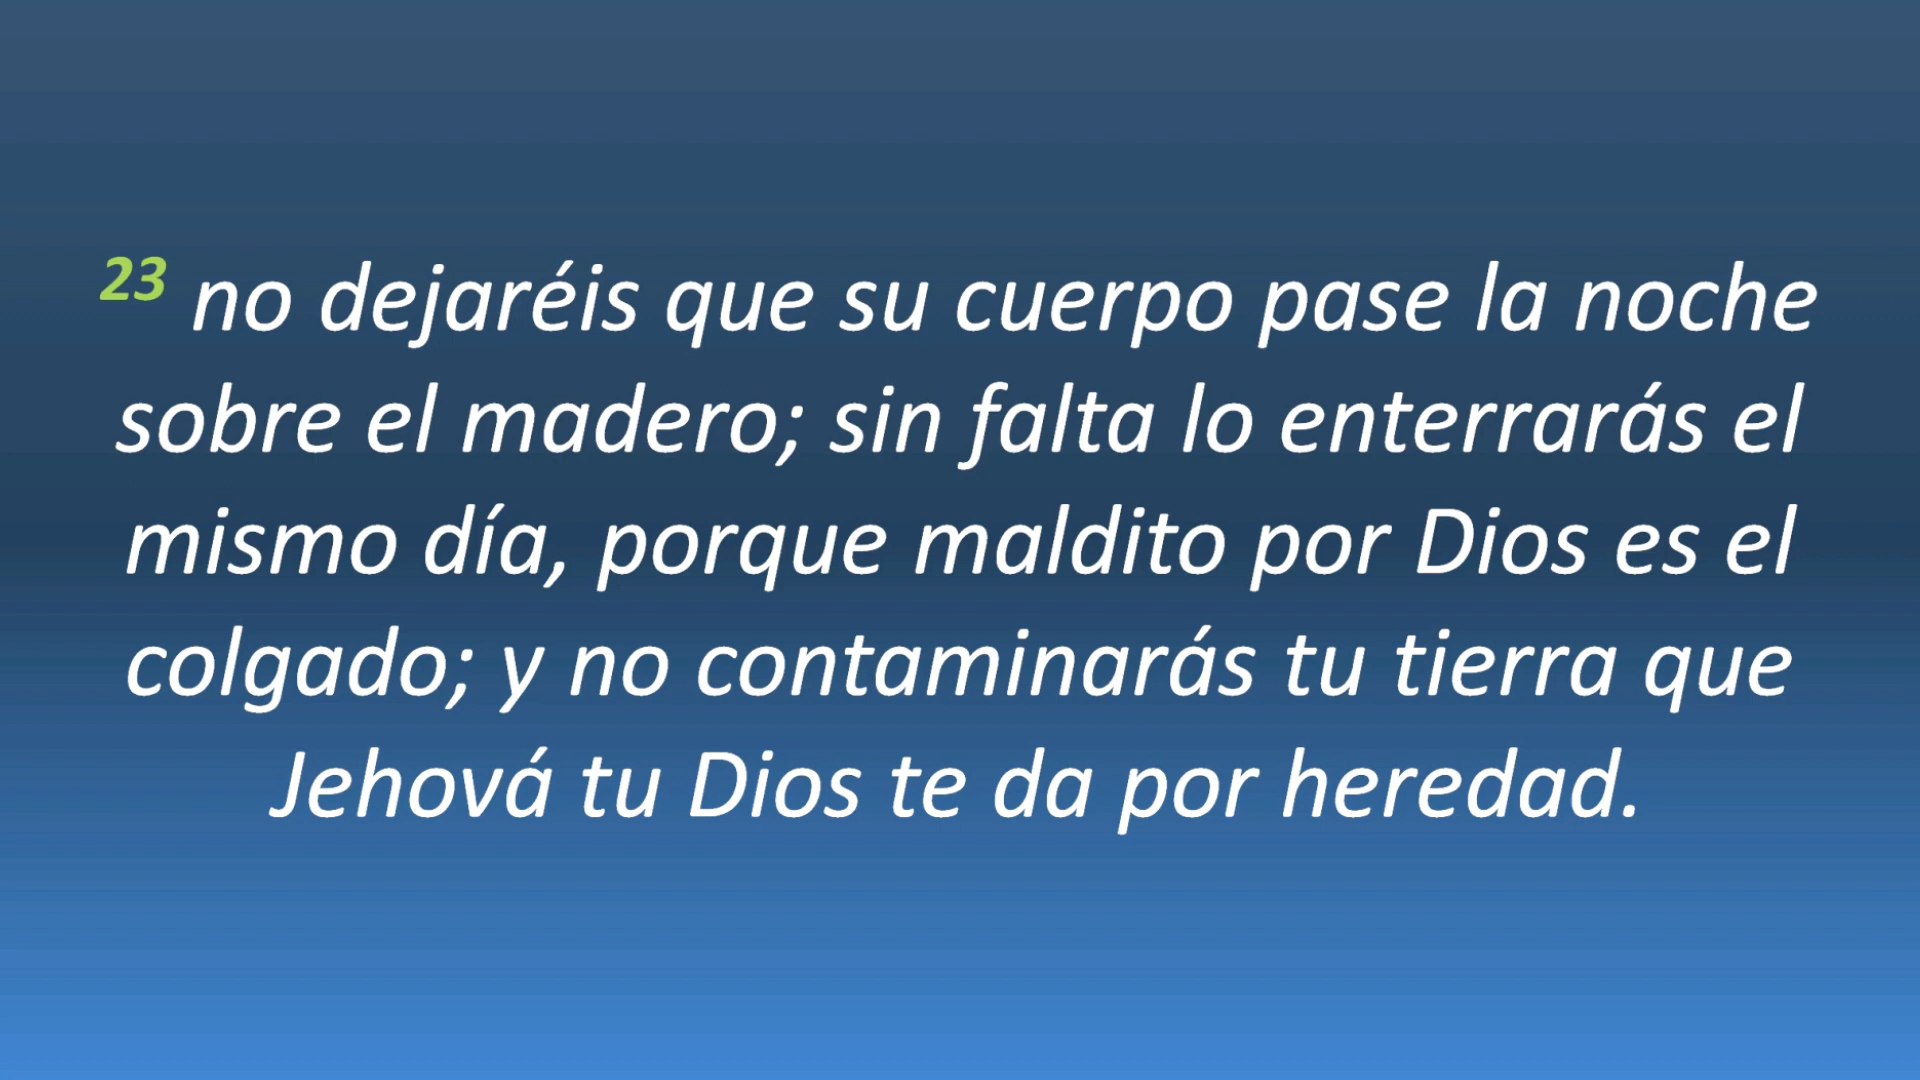 23 no dejaréis que su cuerpo pase la noche
sobre el madero; sin falta lo enterrarás el
mismo día, porque maldito por Dios es el
colgado; y no contaminarás tu tierra que
Jehová tu Dios te da por heredad.